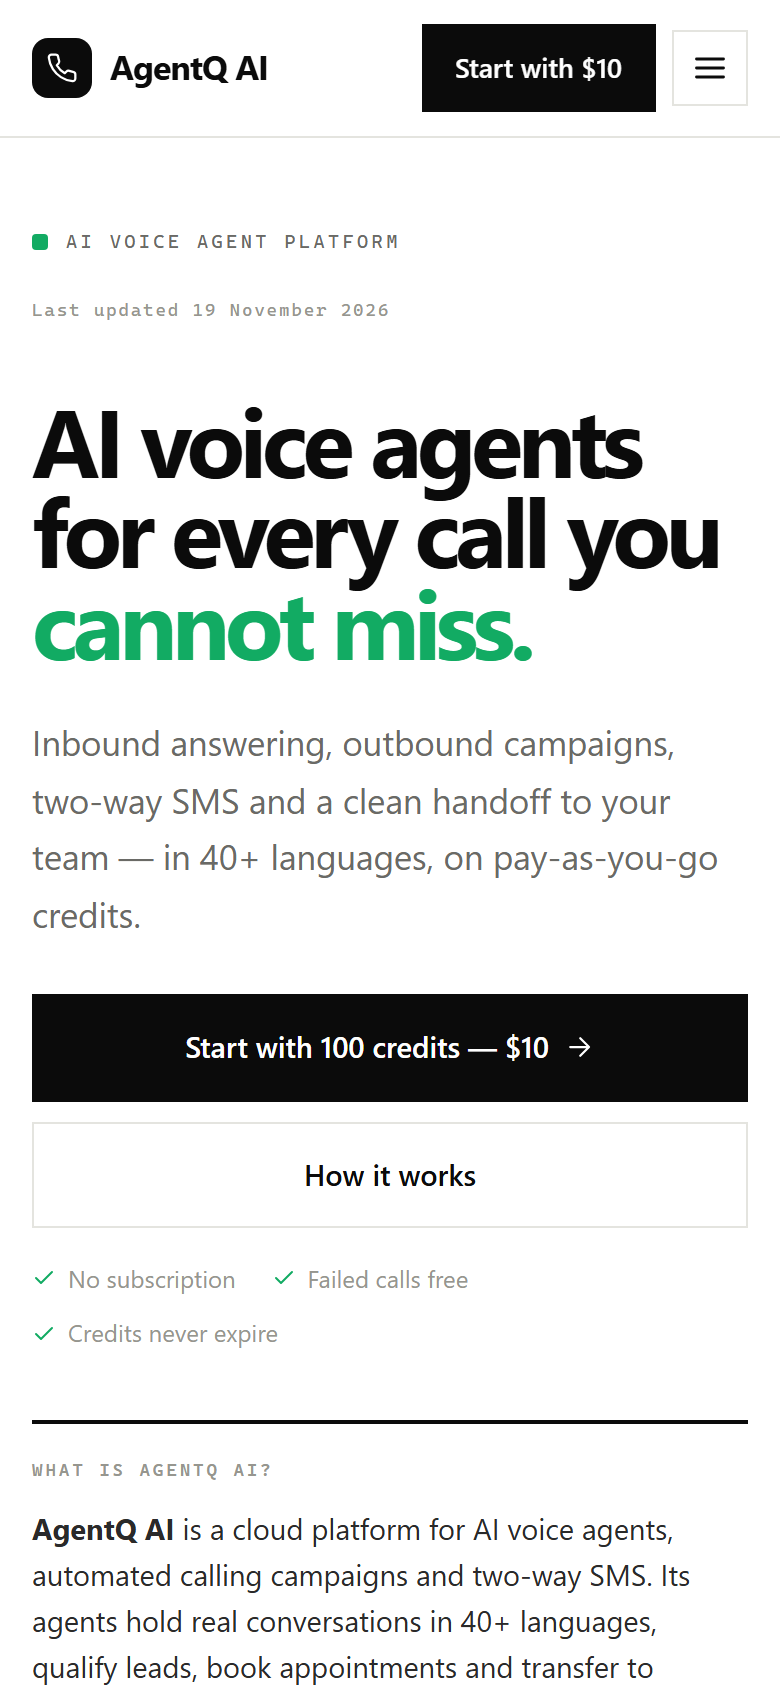 AgentQ AI
Start with $10
AI VOICE AGENT PLATFORM
Last updated 19 November 2026
AI voice agents
for every call you
cannot miss.
Inbound answering, outbound campaigns,
two-way SMS and a clean handoff to your
team — in 40+ languages, on pay-as-you-go
credits.
Start with 100 credits — $10 →
How it works
No subscription
Failed calls free
Credits never expire
WHAT IS AGENTQ AI?
AgentQ AI is a cloud platform for AI voice agents,
automated calling campaigns and two-way SMS. Its
agents hold real conversations in 40+ languages,
qualify leads, book appointments and transfer to